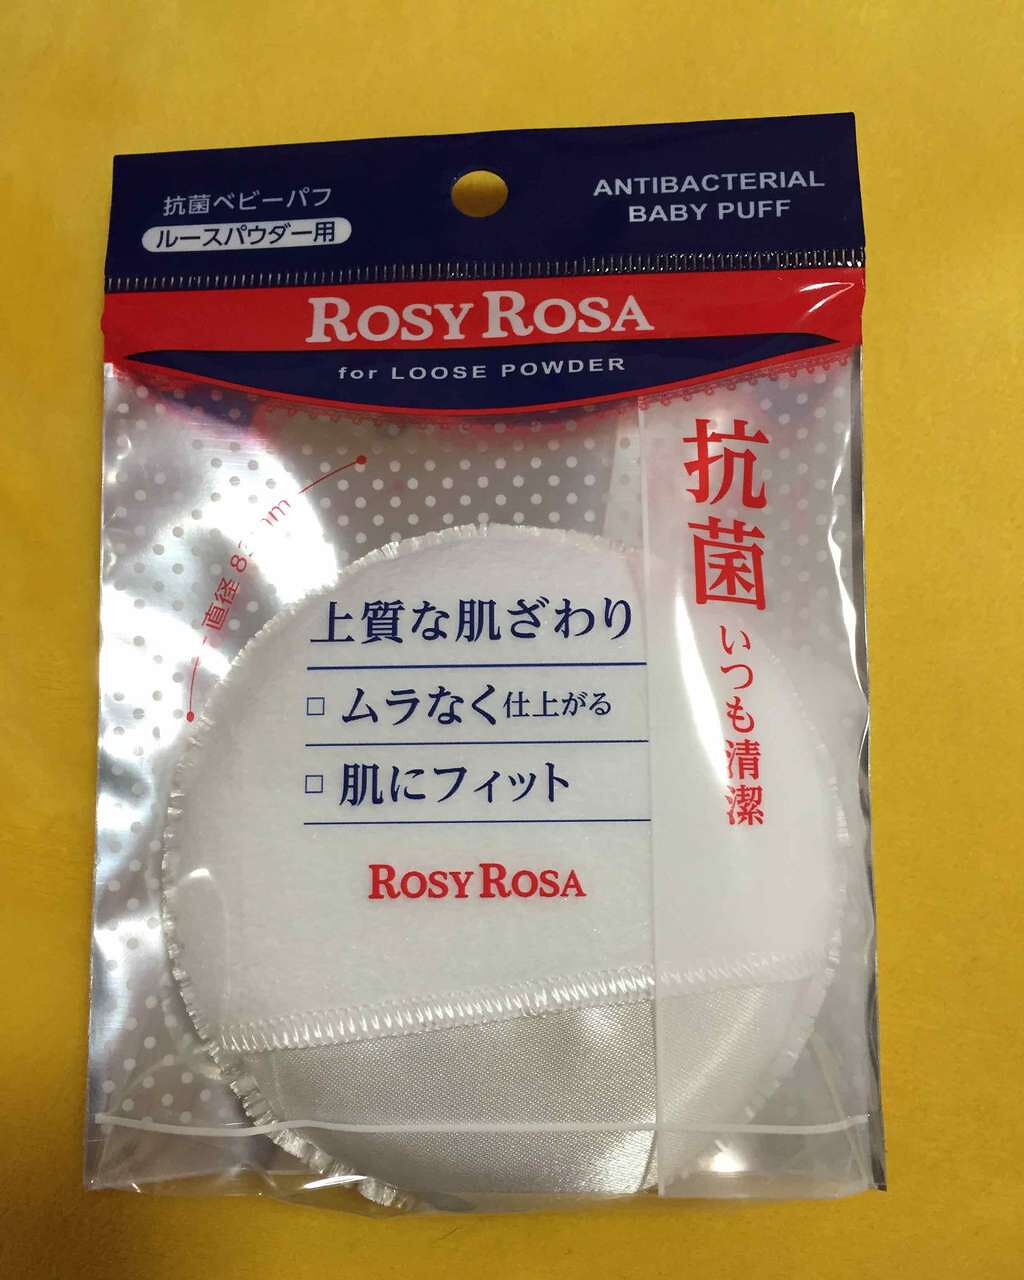 抗菌ベビーパフ
ルースパウダー用
ANTIBACTERIAL
BABY PUFF
ROSY ROSA
for LOOSE POWDER
直径
抗菌いつも清潔
上質な肌ざわり
□ ムラなく仕上がる
□ 肌にフィット
ROSY ROSA